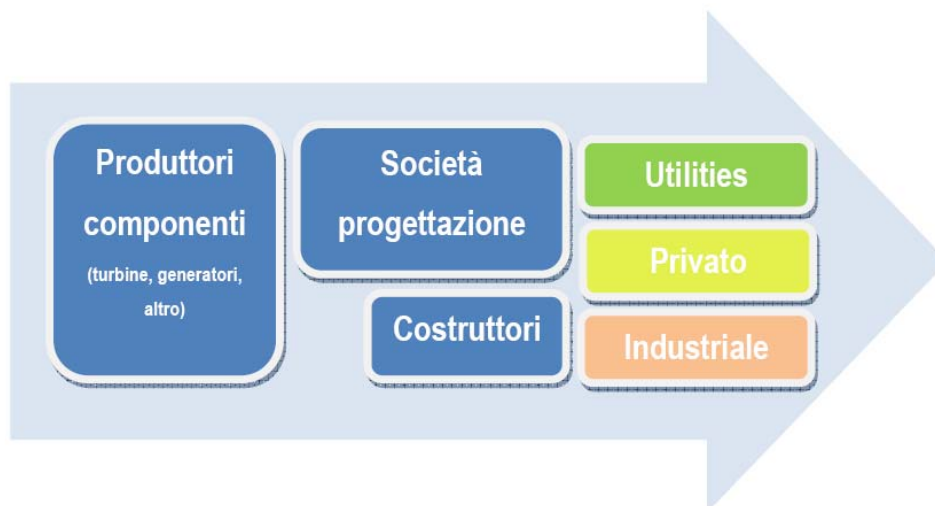 Produttori
componenti
(turbine, generatori,
altro)
Società
progettazione
Costruttori
Utilities
Privato
Industriale